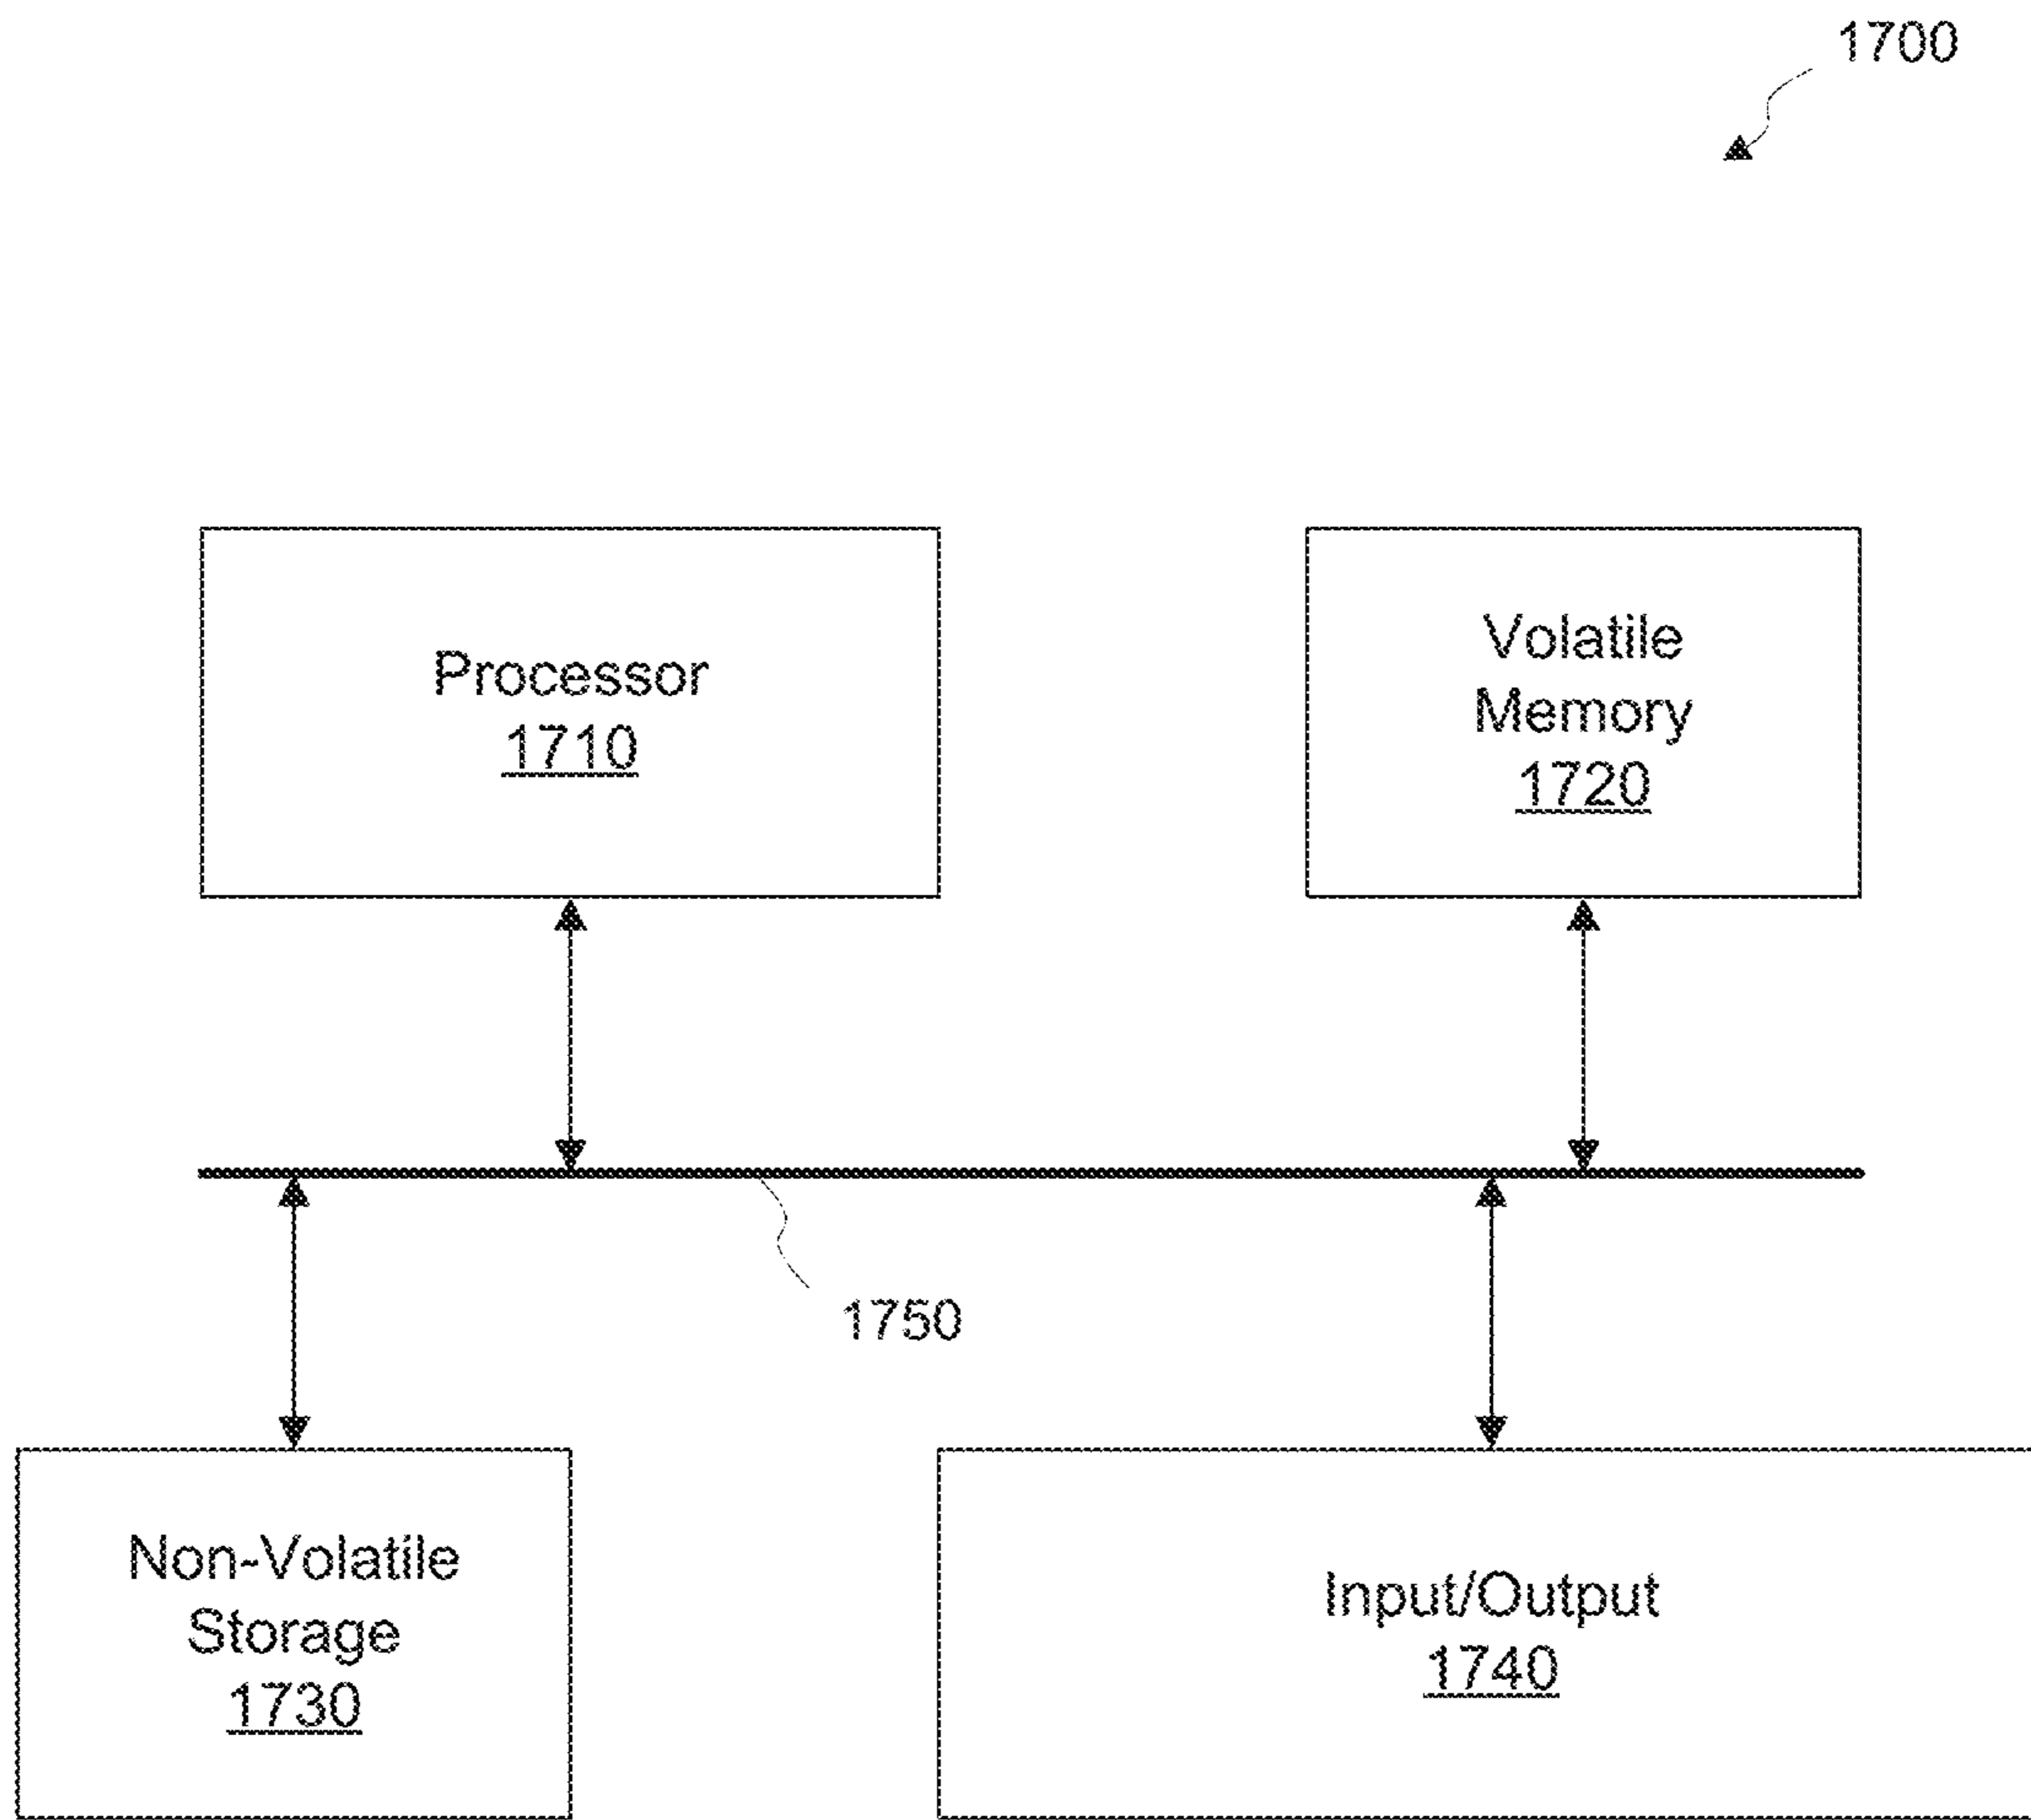 1700
Processor
1710
Volatile
Memory
1720
1750
Non-Volatile
Storage
1730
Input/Output
1740